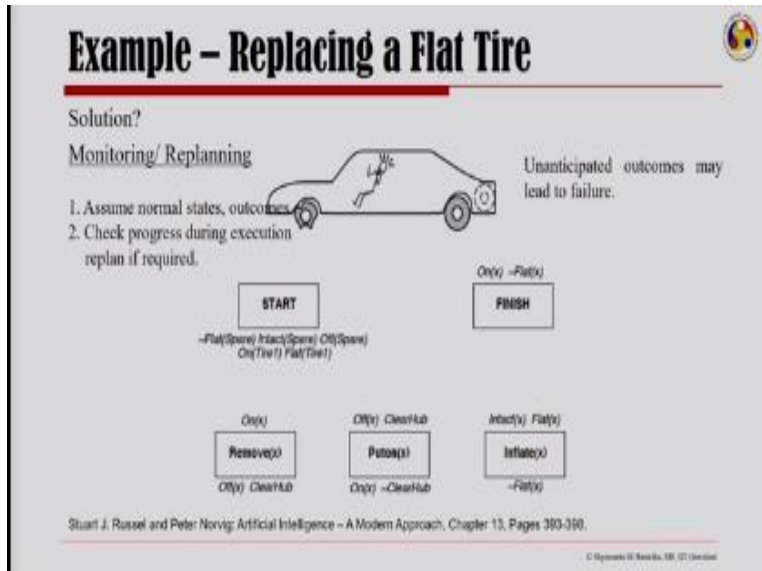 Example – Replacing a Flat Tire
Solution?
Monitoring/ Replanning
Unanticipated outcomes may
lead to failure.
1. Assume normal states, outcomes
2. Check progress during execution
replan if required.
On(x) ~Flat(x)
START
FINISH
~Flat(Spare) Intact(Spare) Off(Spare)
On(Tire1) Flat(Tire1)
On(x)
Off(x) ClearHub
Intact(x) Flat(x)
Remove(x)
Puton(x)
Inflate(x)
Off(x) ClearHub
On(x) ~ClearHub
~Flat(x)
Stuart J. Russel and Peter Norvig: Artificial Intelligence – A Modern Approach, Chapter 13, Pages 393-398.